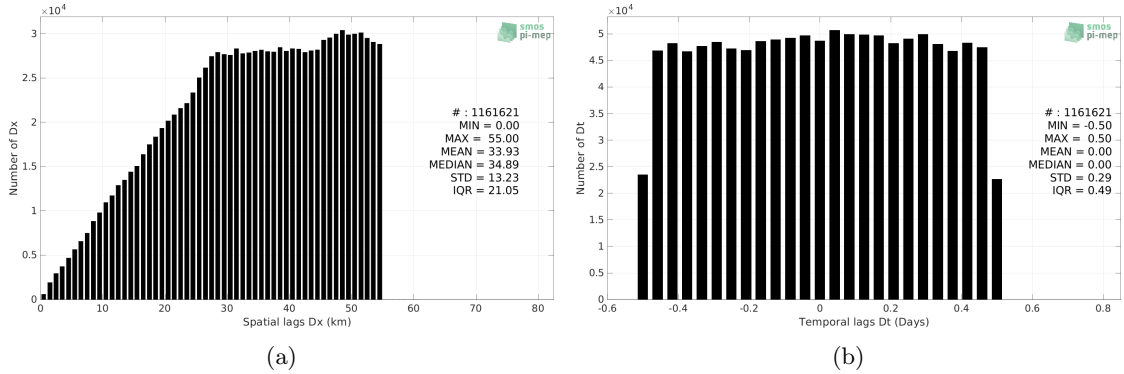 ×10⁴
3
2.5
2
1.5
1
0.5
0
0 10 20 30 40 50 60 70 80
Number of Dx
Spatial lags Dx (km)
smos
pi-mep
# : 1161621
MIN = 0.00
MAX = 55.00
MEAN = 33.93
MEDIAN = 34.89
STD = 13.23
IQR = 21.05
(a)
×10⁴
5
4.5
4
3.5
3
2.5
2
1.5
1
0.5
0
-0.6 -0.4 -0.2 0 0.2 0.4 0.6 0.8
Number of Dt
Temporal lags Dt (Days)
smos
pi-mep
# : 1161621
MIN = -0.50
MAX = 0.50
MEAN = 0.00
MEDIAN = 0.00
STD = 0.29
IQR = 0.49
(b)